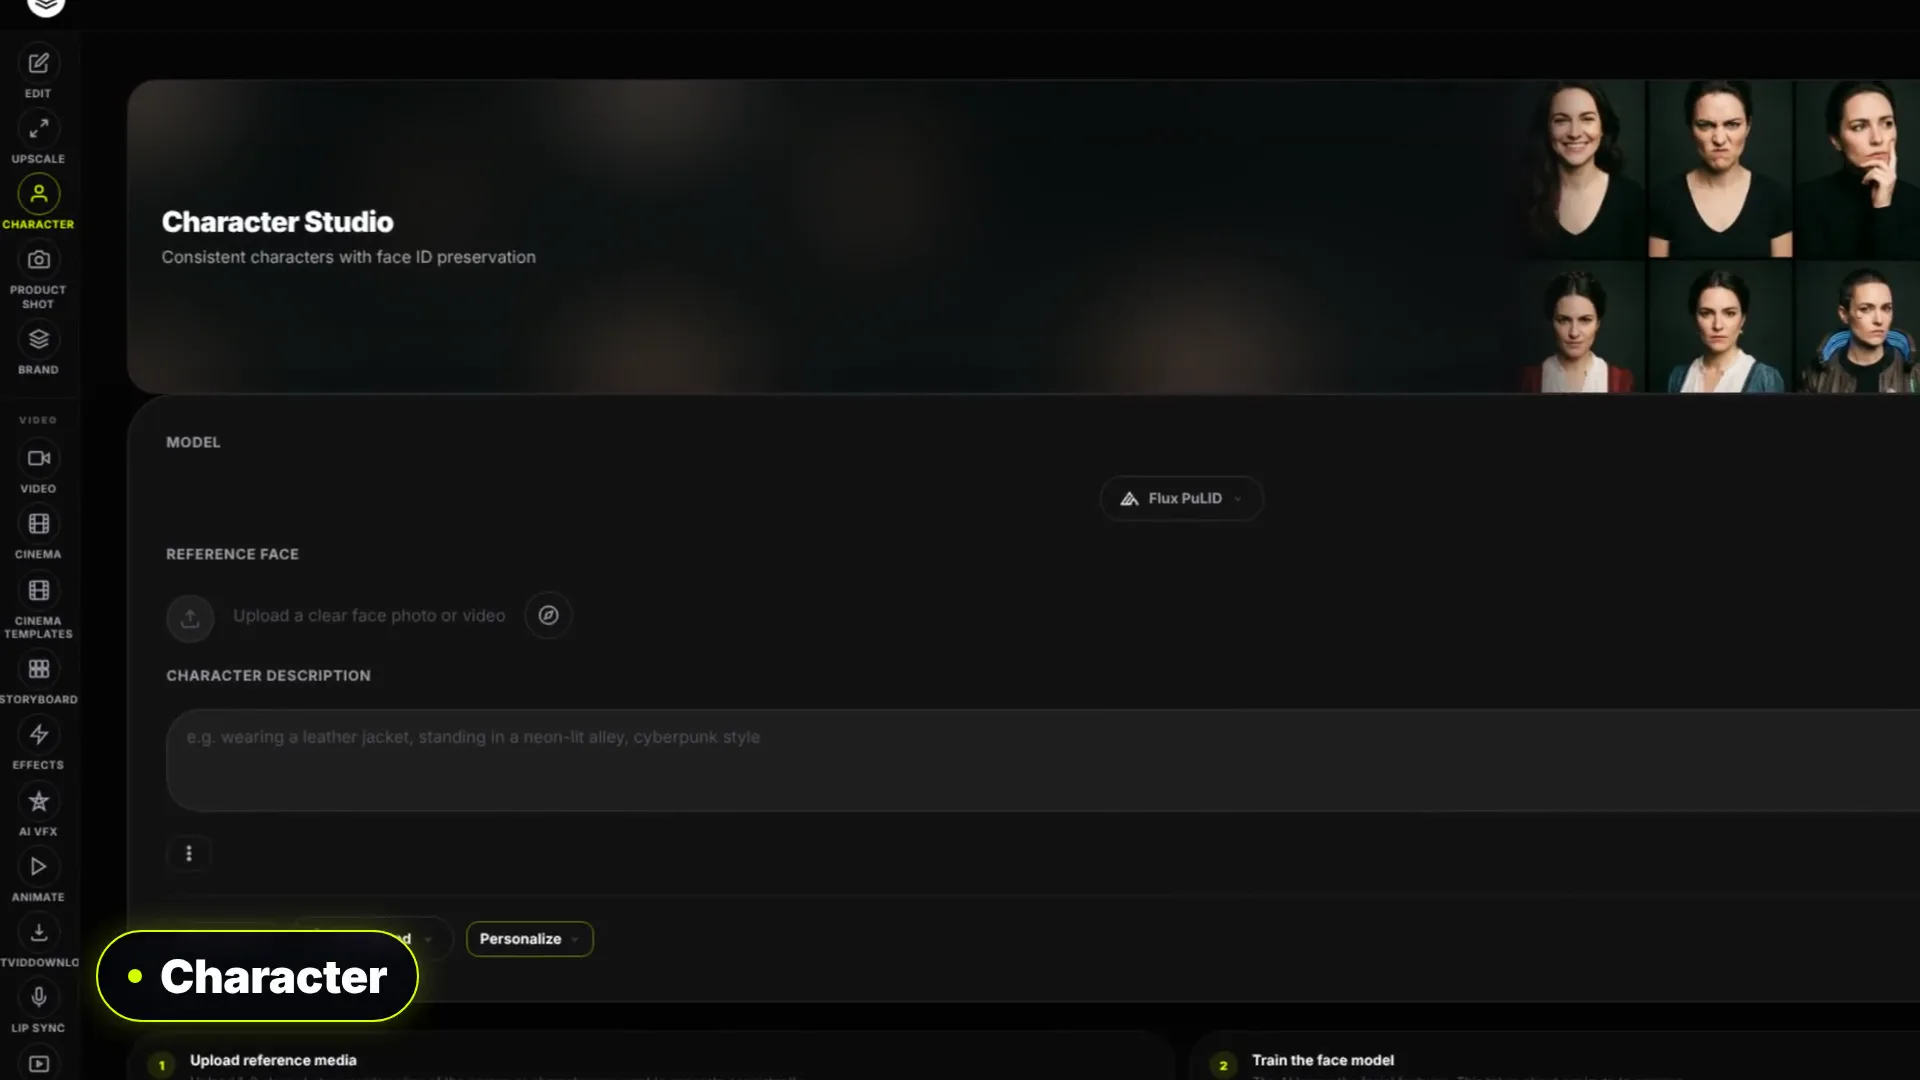 EDIT
UPSCALE
CHARACTER
PRODUCT
SHOT
BRAND
VIDEO
VIDEO
CINEMA
CINEMA
TEMPLATES
STORYBOARD
EFFECTS
AI VFX
ANIMATE
TVIDDOWNLO
LIP SYNC
Character Studio
Consistent characters with face ID preservation
MODEL
Flux PuLID
REFERENCE FACE
Upload a clear face photo or video
CHARACTER DESCRIPTION
e.g. wearing a leather jacket, standing in a neon-lit alley, cyberpunk style
Personalize
Character
1 Upload reference media
2 Train the face model